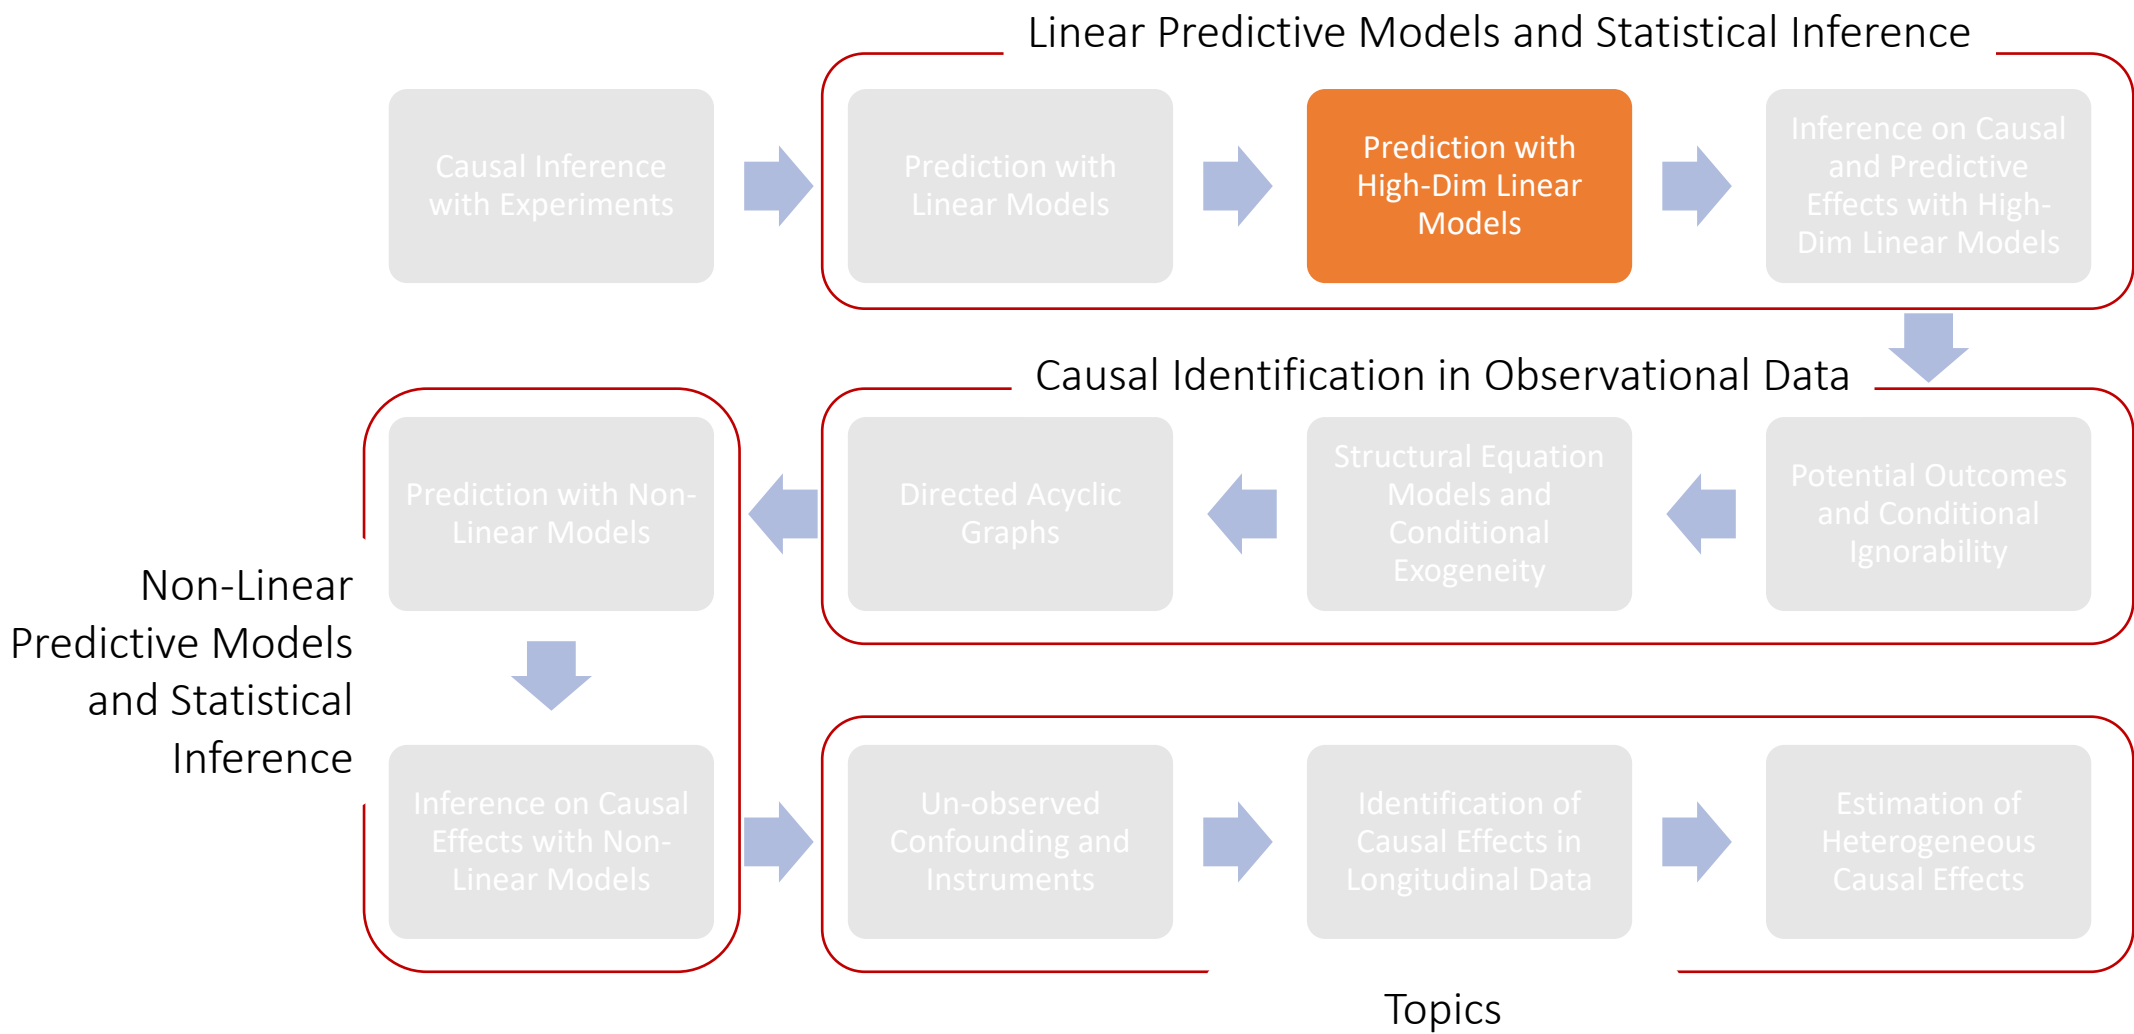 Linear Predictive Models and Statistical Inference
Causal Inference
with Experiments
Prediction with
Linear Models
Prediction with
High-Dim Linear
Models
Inference on Causal
and Predictive
Effects with High-
Dim Linear Models
Causal Identification in Observational Data
Potential Outcomes
and Conditional
Ignorability
Structural Equation
Models and
Conditional
Exogeneity
Directed Acyclic
Graphs
Prediction with Non-
Linear Models
Non-Linear
Predictive Models
and Statistical
Inference
Inference on Causal
Effects with Non-
Linear Models
Un-observed
Confounding and
Instruments
Identification of
Causal Effects in
Longitudinal Data
Estimation of
Heterogeneous
Causal Effects
Topics